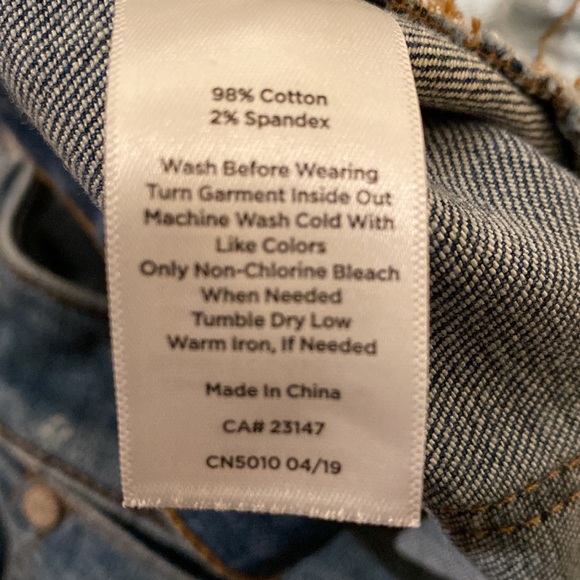 98% Cotton
2% Spandex
Wash Before Wearing
Turn Garment Inside Out
Machine Wash Cold With
Like Colors
Only Non-Chlorine Bleach
When Needed
Tumble Dry Low
Warm Iron, If Needed
Made In China
CA# 23147
CN5010 04/19